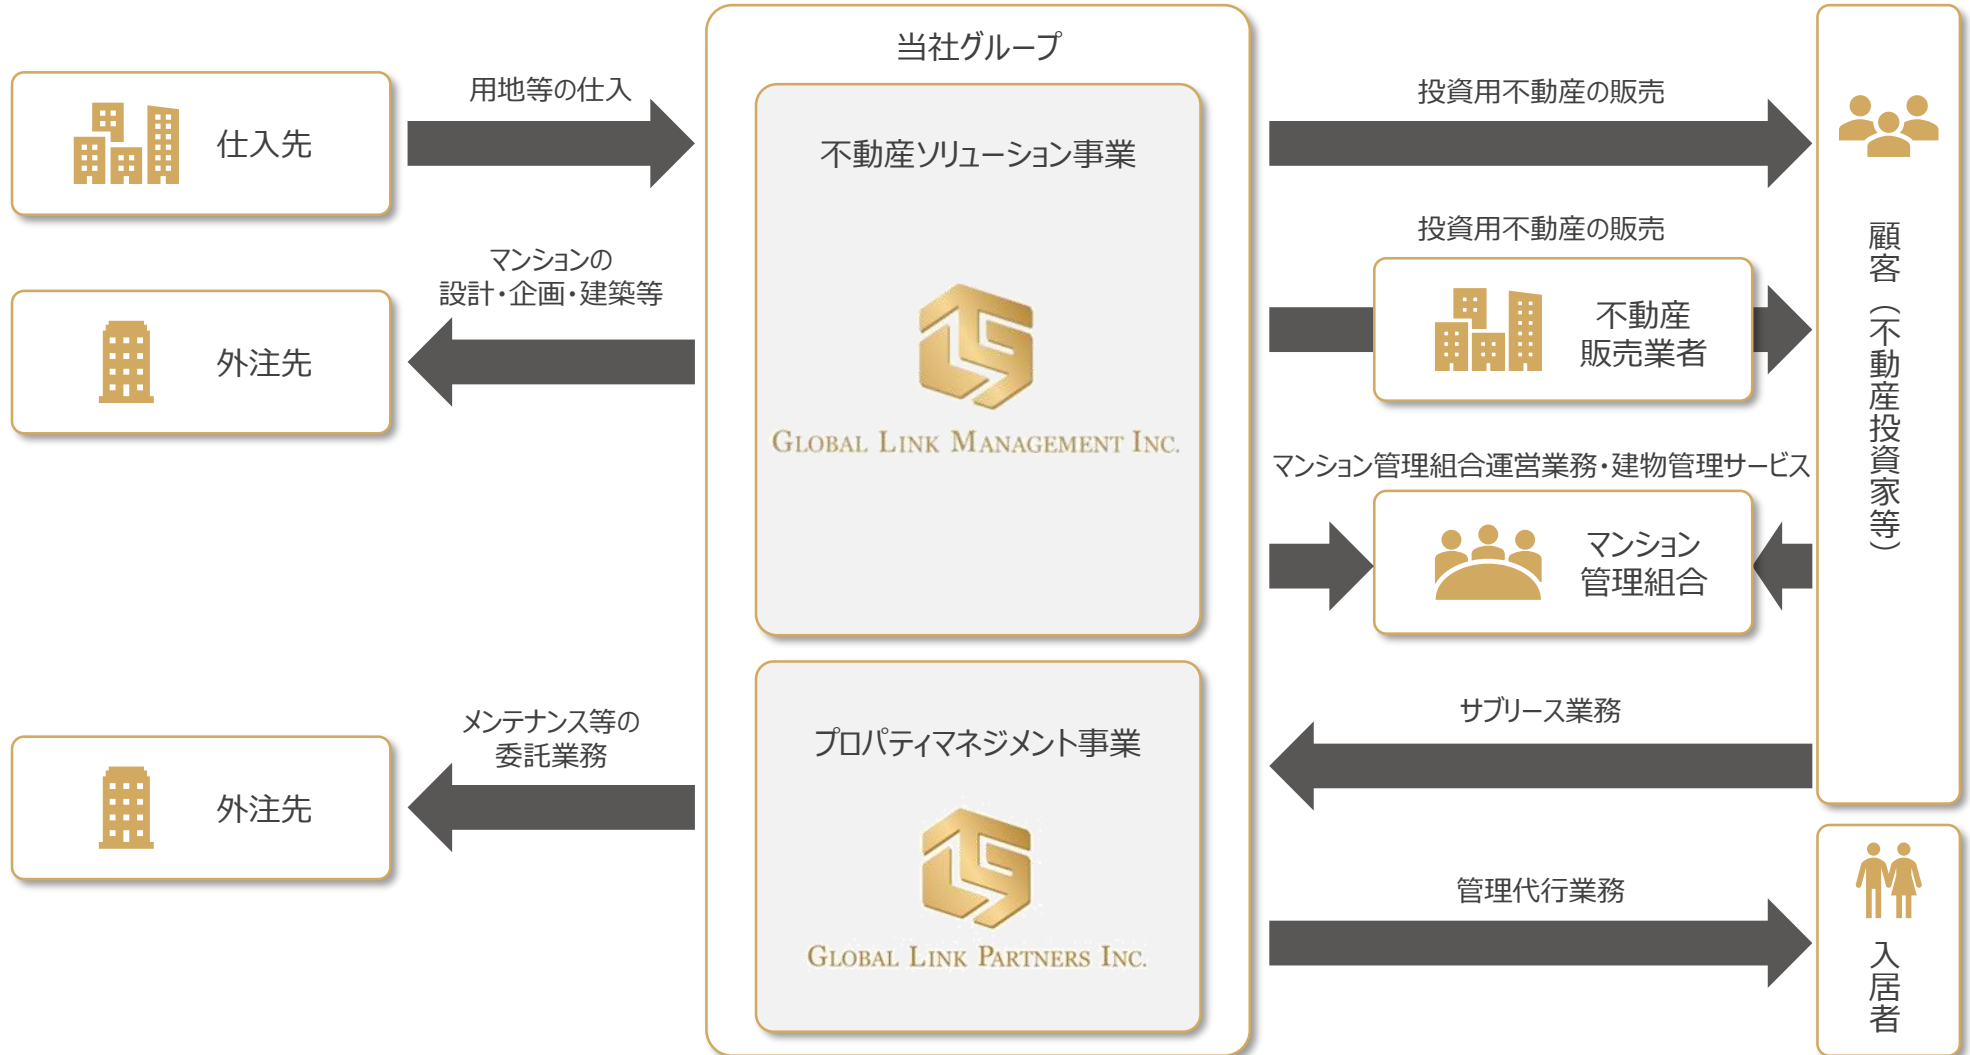 当社グループ
仕入先
用地等の仕入
不動産ソリューション事業
GLOBAL LINK MANAGEMENT INC.
マンションの
設計・企画・建築等
外注先
投資用不動産の販売
投資用不動産の販売
不動産
販売業者
マンション管理組合運営業務・建物管理サービス
マンション
管理組合
顧客（不動産投資家等）
プロパティマネジメント事業
GLOBAL LINK PARTNERS INC.
メンテナンス等の
委託業務
外注先
サブリース業務
管理代行業務
入居者